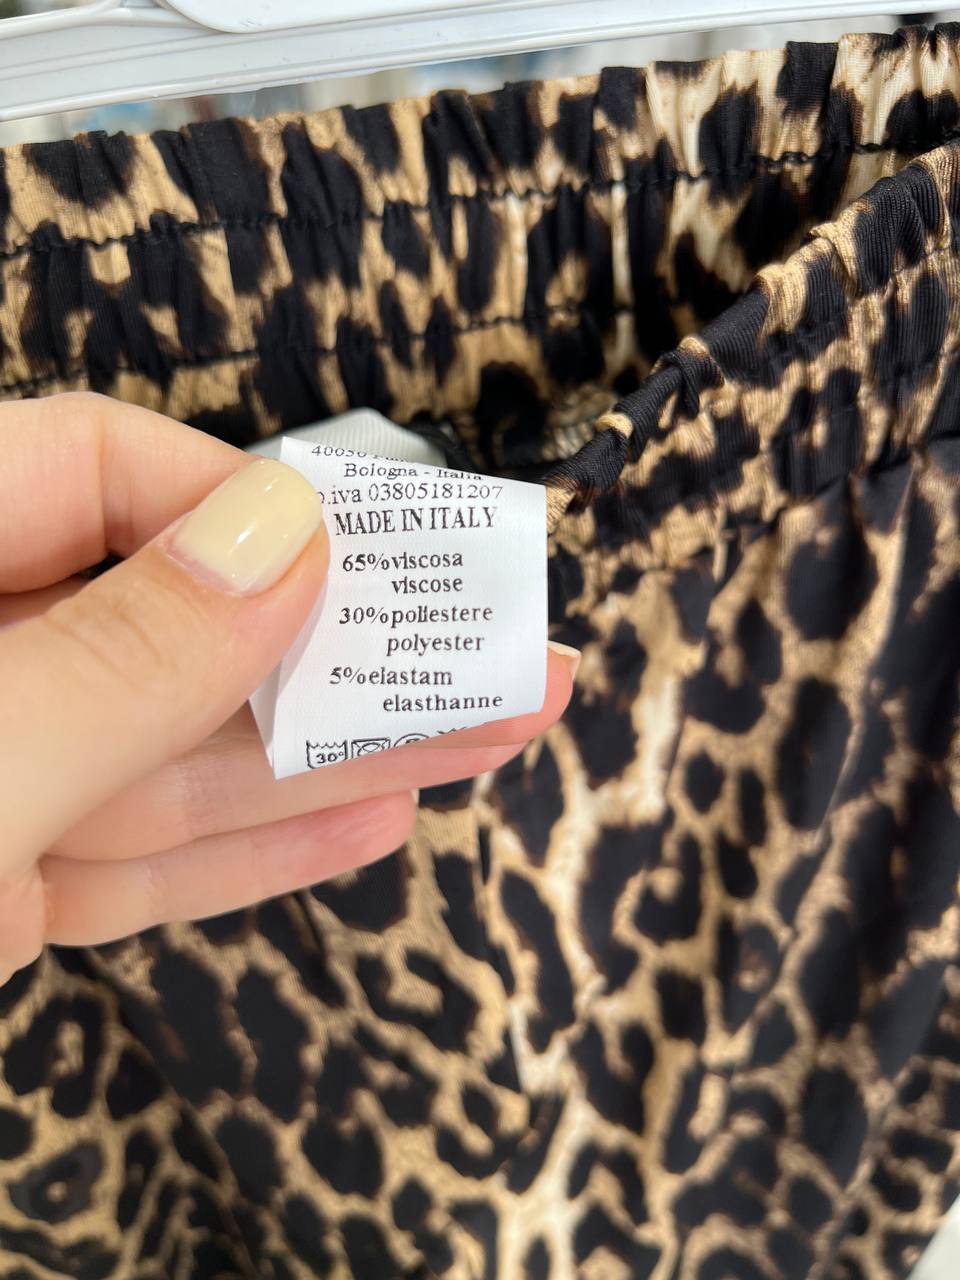 Bologna - Italia
p.iva 03805181207
MADE IN ITALY
65%viscosa
viscose
30%poliestere
polyester
5%elastam
elasthanne
30°